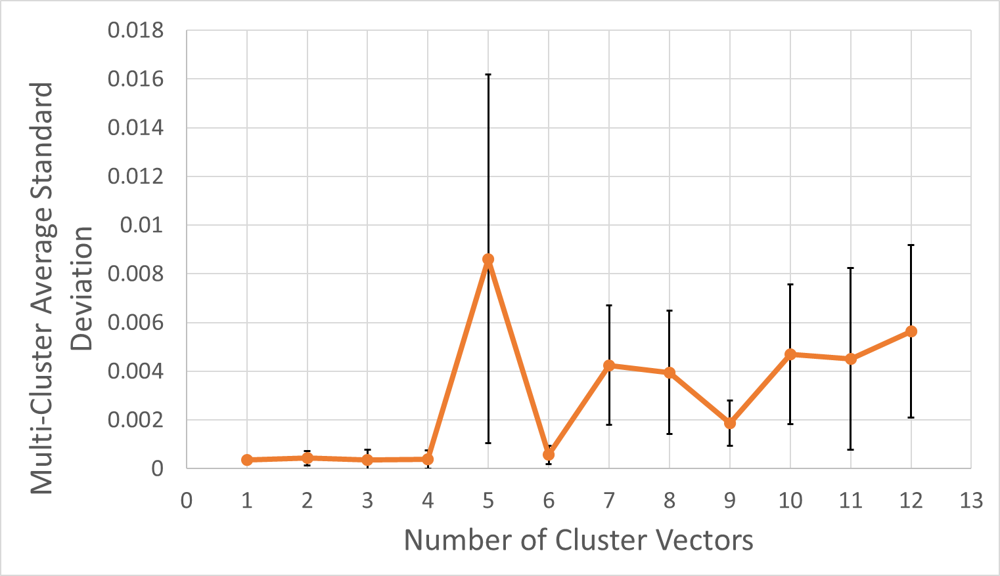 0.018
0.016
0.014
0.012
0.01
0.008
0.006
0.004
0.002
0
Multi-Cluster Average Standard
Deviation
0 1 2 3 4 5 6 7 8 9 10 11 12 13
Number of Cluster Vectors